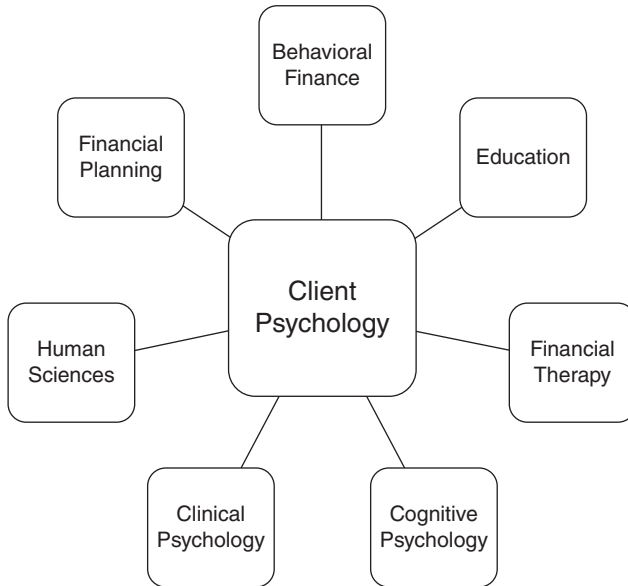 Behavioral
Finance
Financial
Planning
Education
Client
Psychology
Human
Sciences
Financial
Therapy
Clinical
Psychology
Cognitive
Psychology